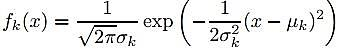 f_k(x) = \frac{1}{\sqrt{2\pi}\sigma_k} \exp\left(-\frac{1}{2\sigma_k^2}(x-\mu_k)^2\right)